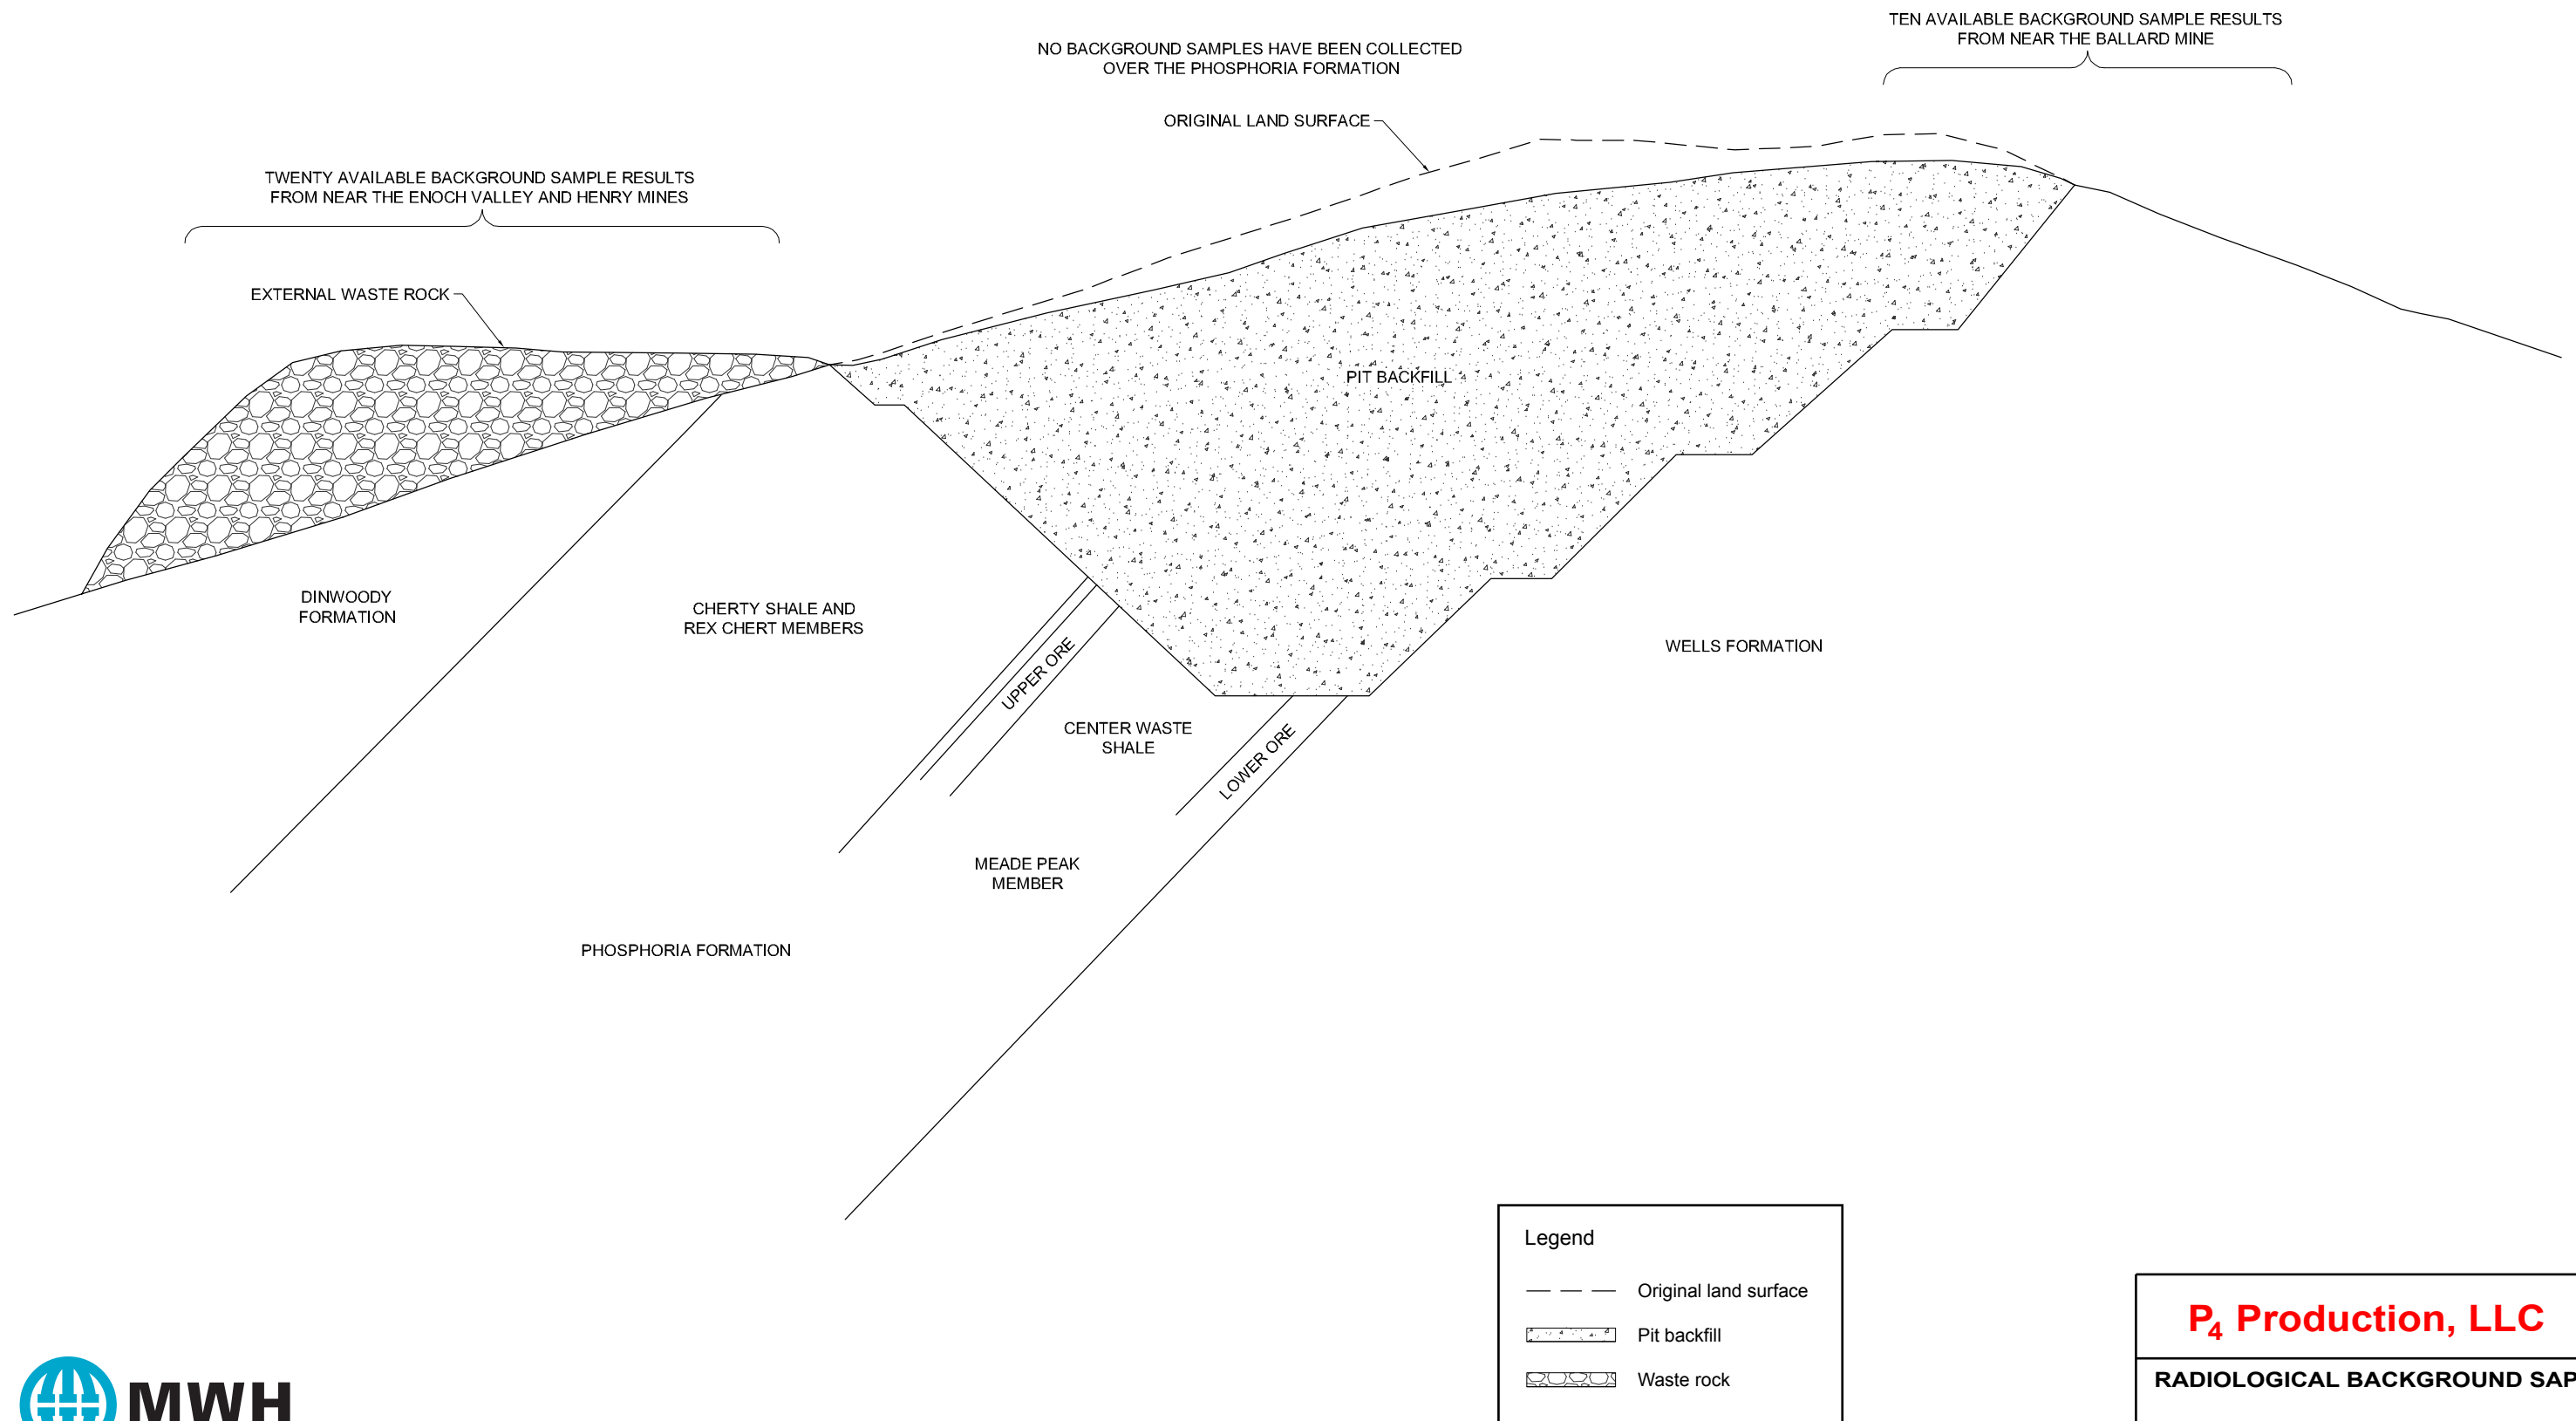 TEN AVAILABLE BACKGROUND SAMPLE RESULTS
FROM NEAR THE BALLARD MINE
NO BACKGROUND SAMPLES HAVE BEEN COLLECTED
OVER THE PHOSPHORIA FORMATION
ORIGINAL LAND SURFACE
TWENTY AVAILABLE BACKGROUND SAMPLE RESULTS
FROM NEAR THE ENOCH VALLEY AND HENRY MINES
EXTERNAL WASTE ROCK
PIT BACKFILL
DINWOODY
FORMATION
CHERTY SHALE AND
REX CHERT MEMBERS
UPPER ORE
WELLS FORMATION
CENTER WASTE
SHALE
LOWER ORE
MEADE PEAK
MEMBER
PHOSPHORIA FORMATION
Legend
Original land surface
Pit backfill
Waste rock
P4 Production, LLC
RADIOLOGICAL BACKGROUND SAP
MWH